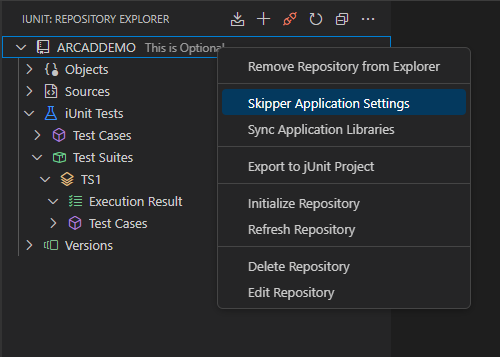 IUNIT: REPOSITORY EXPLORER
ARCADDEMO This is Optional
Objects
Sources
iUnit Tests
Test Cases
Test Suites
TS1
Execution Result
Test Cases
Versions
Remove Repository from Explorer
Skipper Application Settings
Sync Application Libraries
Export to jUnit Project
Initialize Repository
Refresh Repository
Delete Repository
Edit Repository